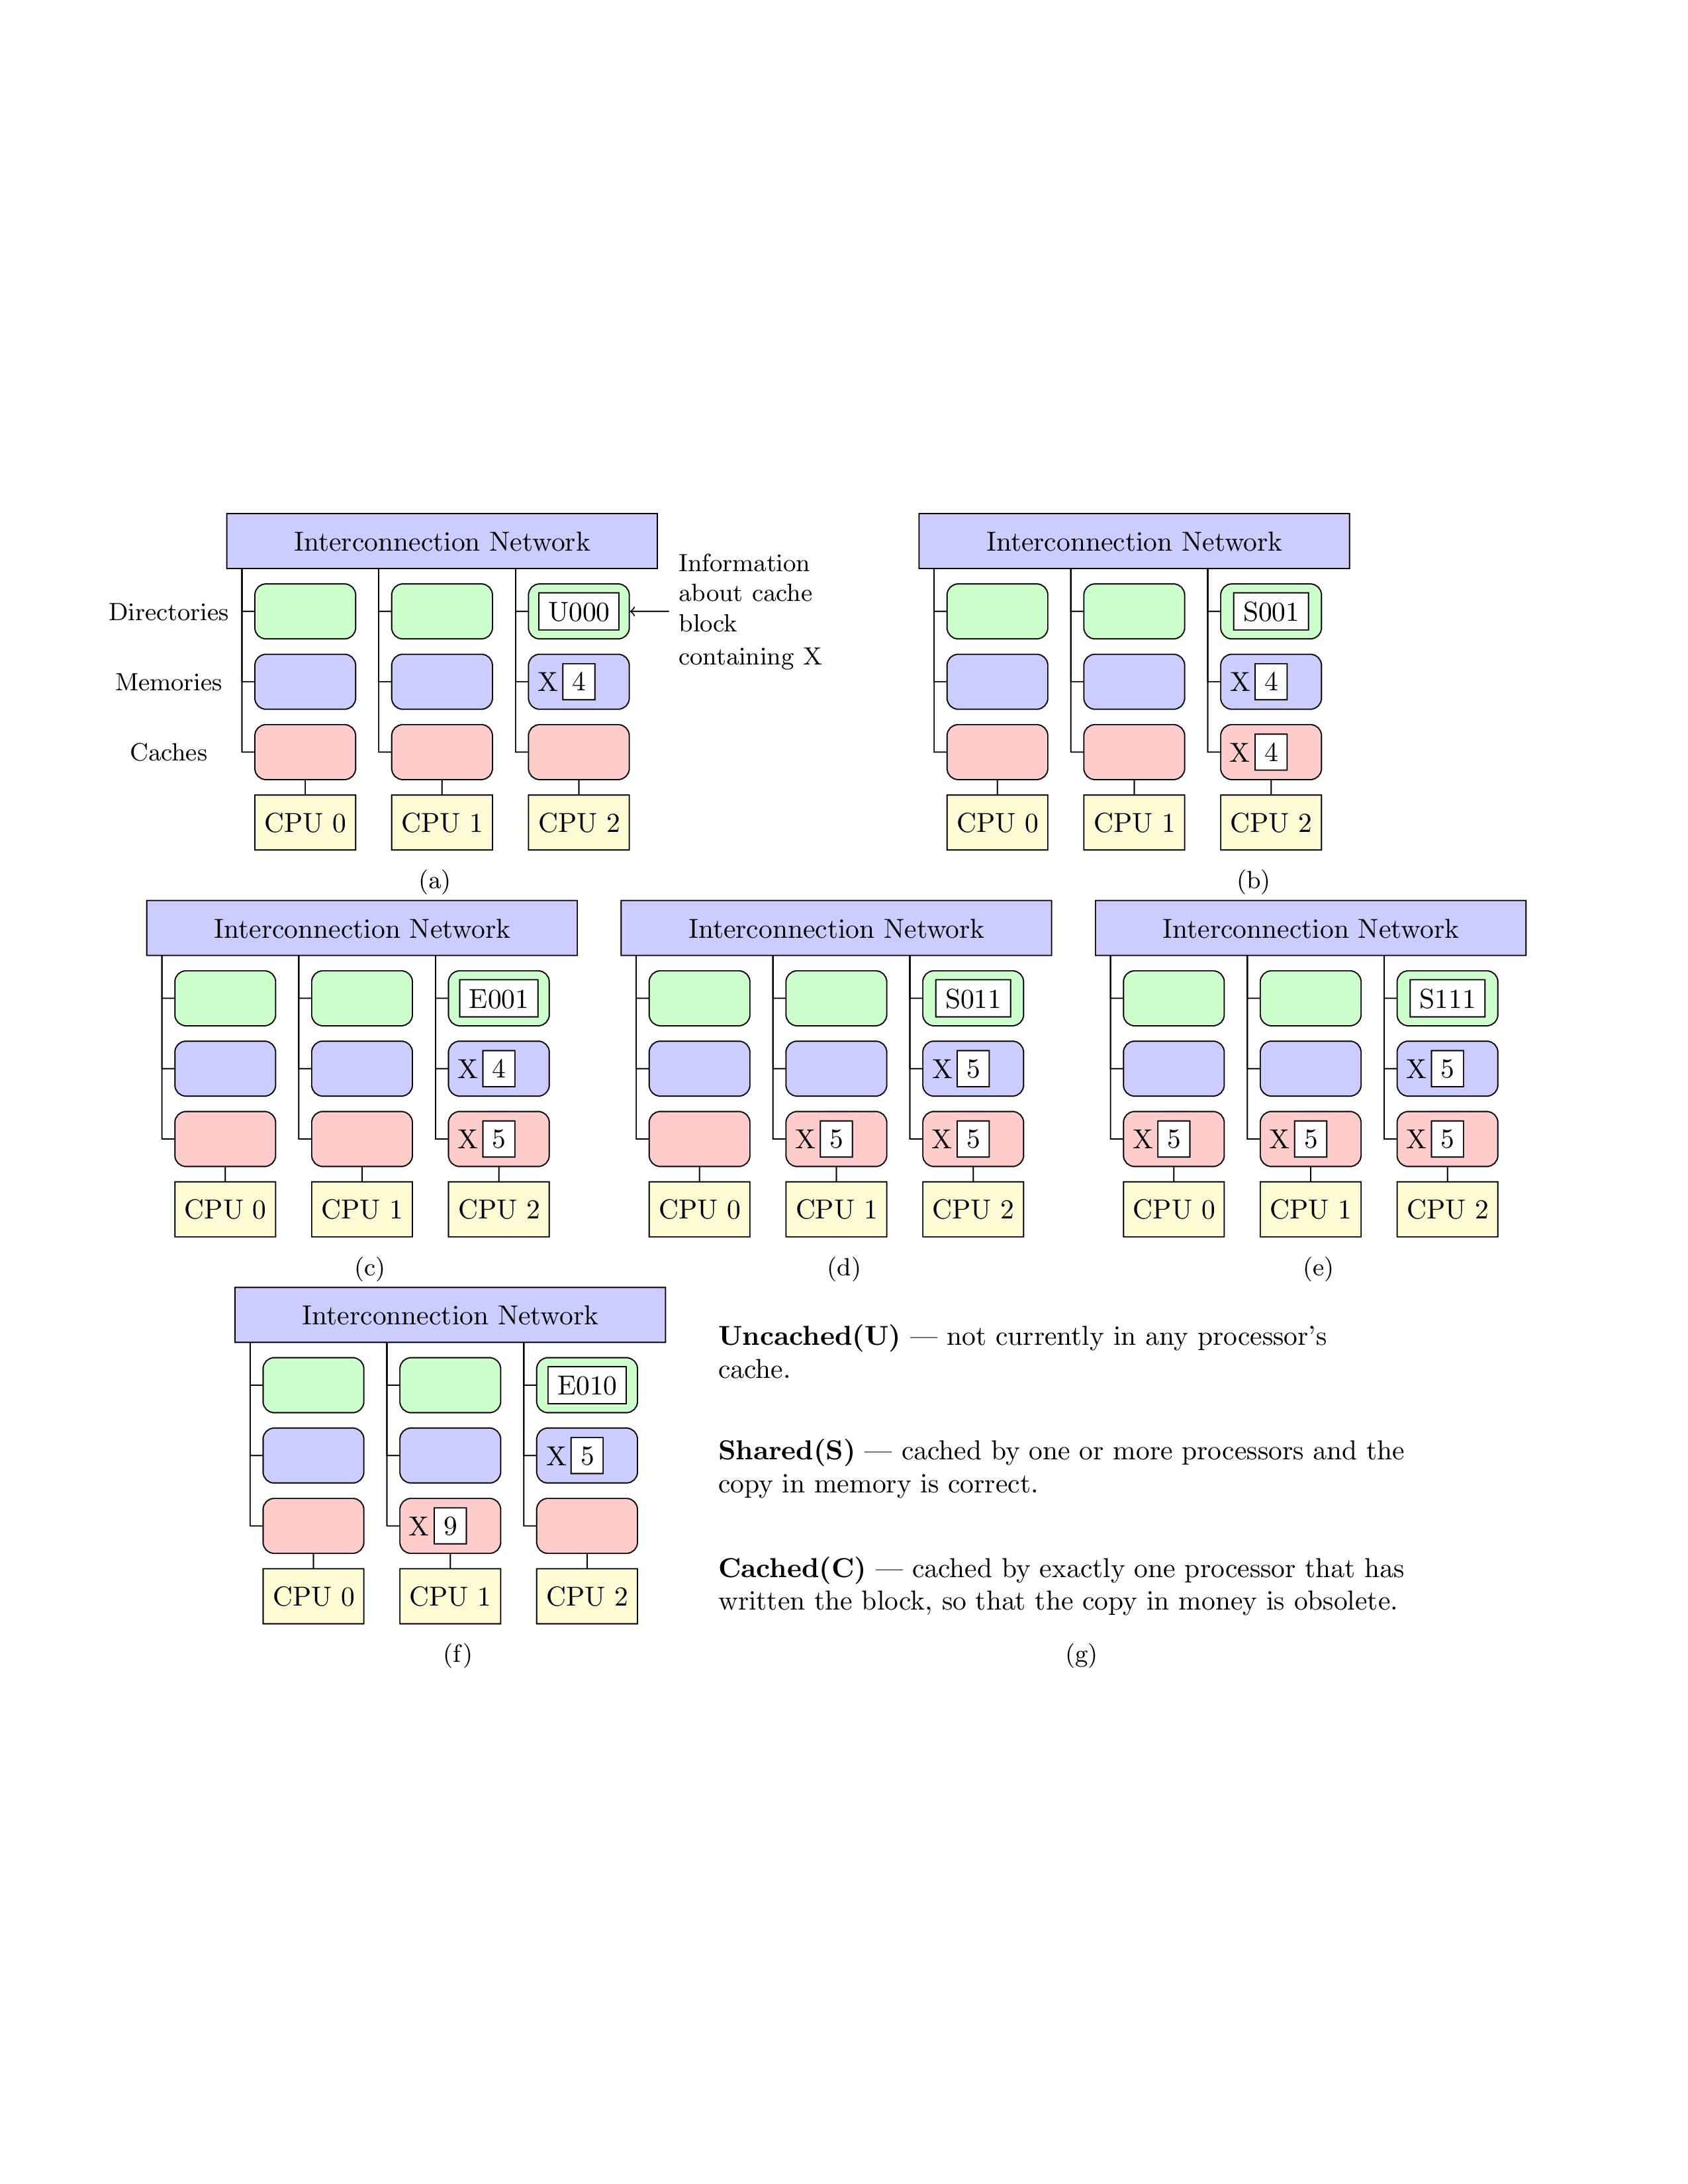 Interconnection Network
Information
about cache
block
containing X
Directories
U000
Memories
X 4
Caches
CPU 0 CPU 1 CPU 2
(a)
Interconnection Network
S001
X 4
X 4
CPU 0 CPU 1 CPU 2
(b)
Interconnection Network
E001
X 4
X 5
CPU 0 CPU 1 CPU 2
(c)
Interconnection Network
S011
X 5
X 5 X 5
CPU 0 CPU 1 CPU 2
(d)
Interconnection Network
S111
X 5
X 5 X 5 X 5
CPU 0 CPU 1 CPU 2
(e)
Interconnection Network
E010
X 5
X 9
CPU 0 CPU 1 CPU 2
(f)
Uncached(U) — not currently in any processor's
cache.
Shared(S) — cached by one or more processors and the
copy in memory is correct.
Cached(C) — cached by exactly one processor that has
written the block, so that the copy in money is obsolete.
(g)